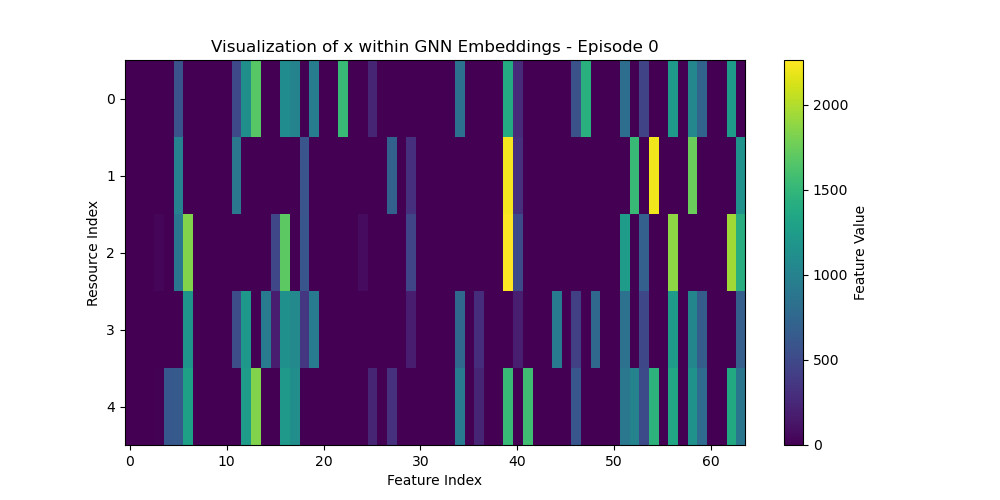 Visualization of x within GNN Embeddings - Episode 0
Resource Index
0
1
2
3
4
0 10 20 30 40 50 60
Feature Index
2000
1500
1000
500
0
Feature Value